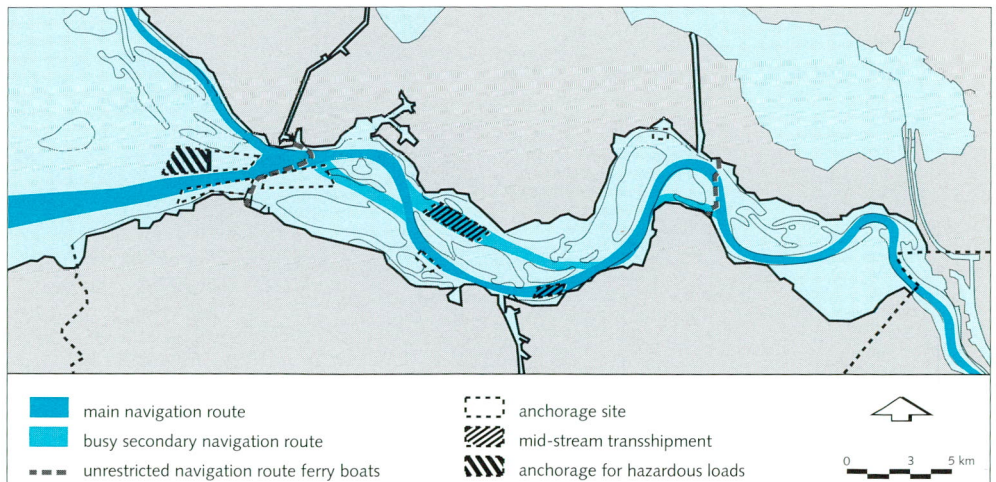 main navigation route
busy secondary navigation route
unrestricted navigation route ferry boats
anchorage site
mid-stream transshipment
anchorage for hazardous loads
0 3 5 km